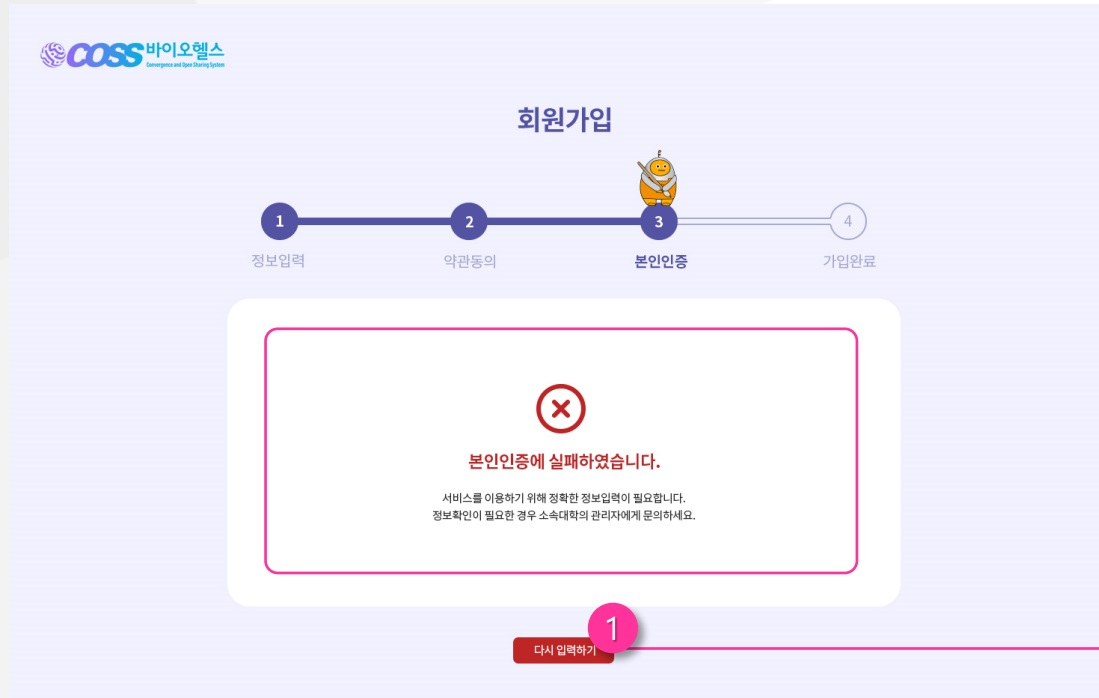 COSS 바이오헬스
Convergence and Open Sharing System
회원가입
1
2
3
4
정보입력
약관동의
본인인증
가입완료
본인인증에 실패하였습니다.
서비스를 이용하기 위해 정확한 정보입력이 필요합니다.
정보확인이 필요한 경우 소속대학의 관리자에게 문의하세요.
다시 입력하기
1